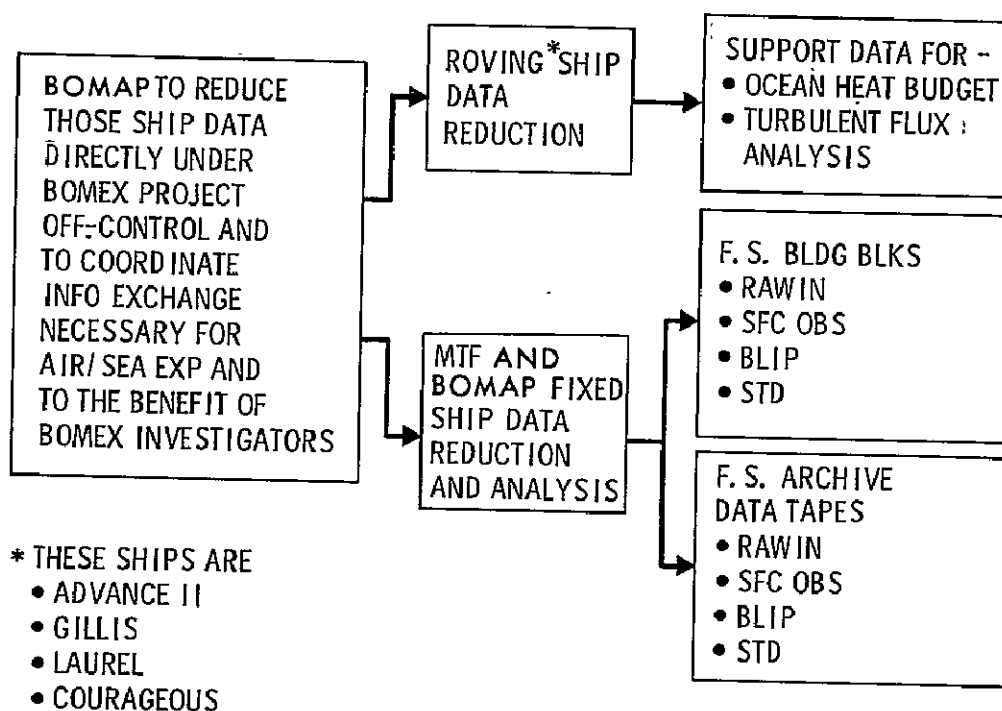 BOMAP TO REDUCE
THOSE SHIP DATA
DIRECTLY UNDER
BOMEX PROJECT
OFF-CONTROL AND
TO COORDINATE
INFO EXCHANGE
NECESSARY FOR
AIR/SEA EXP AND
TO THE BENEFIT OF
BOMEX INVESTIGATORS
ROVING*SHIP
DATA
REDUCTION
SUPPORT DATA FOR -
• OCEAN HEAT BUDGET
• TURBULENT FLUX :
ANALYSIS
MTF AND
BOMAP FIXED
SHIP DATA
REDUCTION
AND ANALYSIS
F. S. BLDG BLKS
• RAWIN
• SFC OBS
• BLIP
• STD
F. S. ARCHIVE
DATA TAPES
• RAWIN
• SFC OBS
• BLIP
• STD
* THESE SHIPS ARE
• ADVANCE II
• GILLIS
• LAUREL
• COURAGEOUS